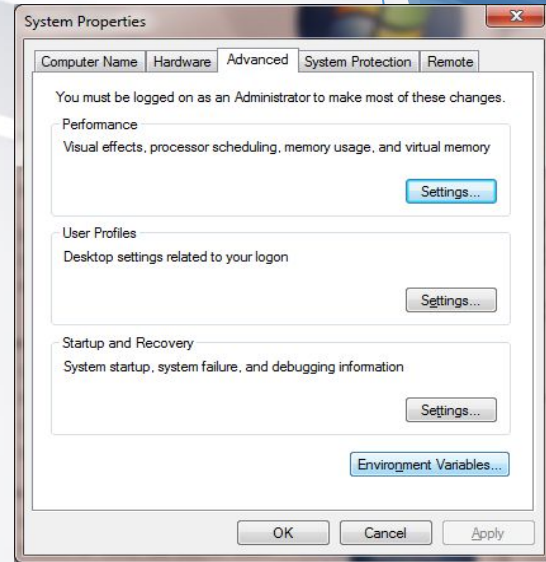 System Properties
Computer Name Hardware Advanced System Protection Remote
You must be logged on as an Administrator to make most of these changes.
Performance
Visual effects, processor scheduling, memory usage, and virtual memory
Settings...
User Profiles
Desktop settings related to your logon
Settings...
Startup and Recovery
System startup, system failure, and debugging information
Settings...
Environment Variables...
OK Cancel Apply